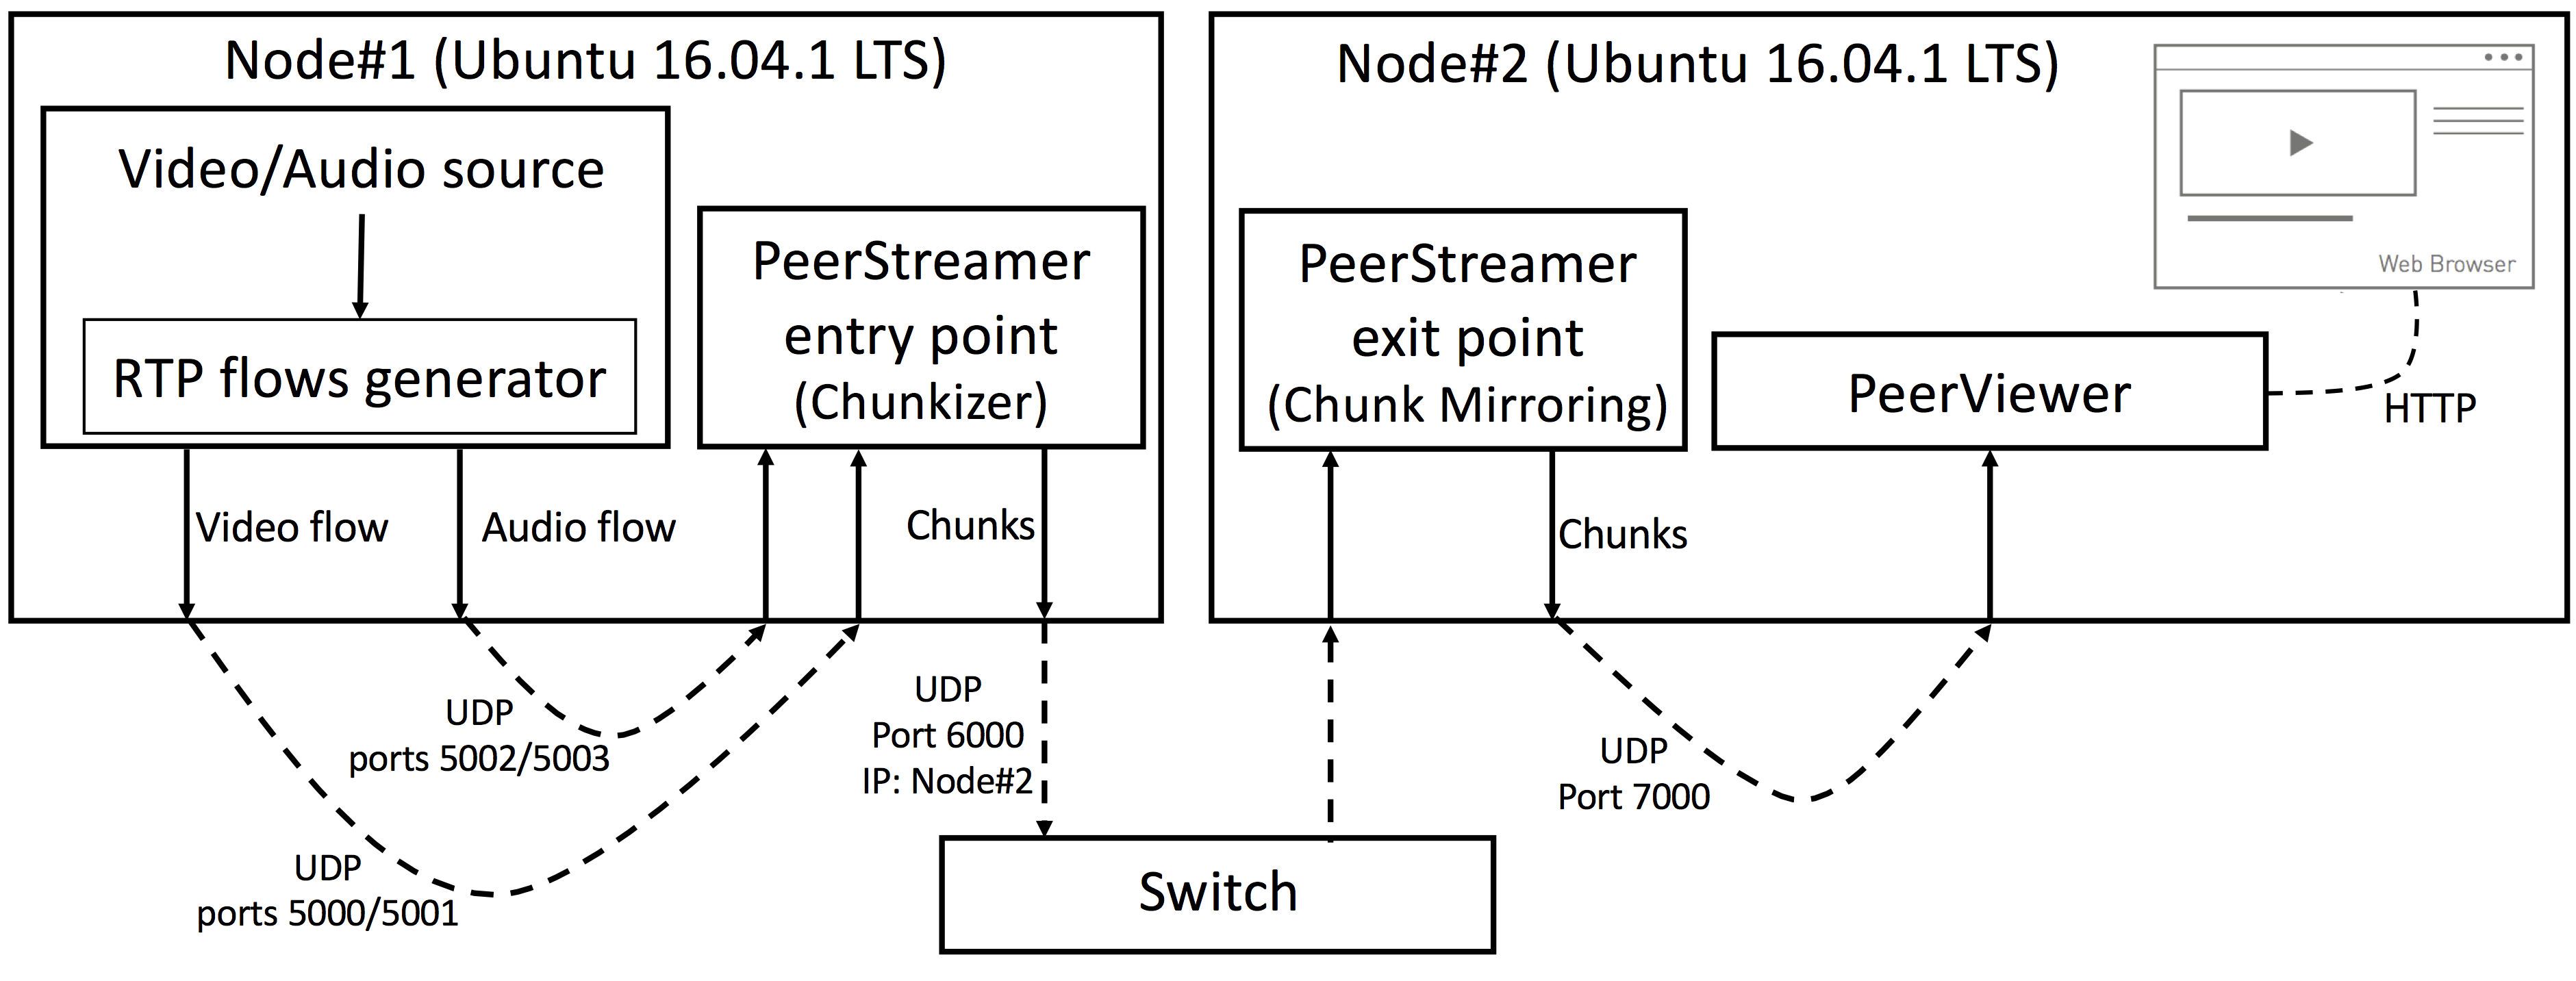 Node#1 (Ubuntu 16.04.1 LTS)
Video/Audio source
RTP flows generator
PeerStreamer
entry point
(Chunkizer)
Video flow
Audio flow
Chunks
UDP
ports 5002/5003
UDP
ports 5000/5001
UDP
Port 6000
IP: Node#2
Switch
Node#2 (Ubuntu 16.04.1 LTS)
PeerStreamer
exit point
(Chunk Mirroring)
PeerViewer
Web Browser
HTTP
Chunks
UDP
Port 7000